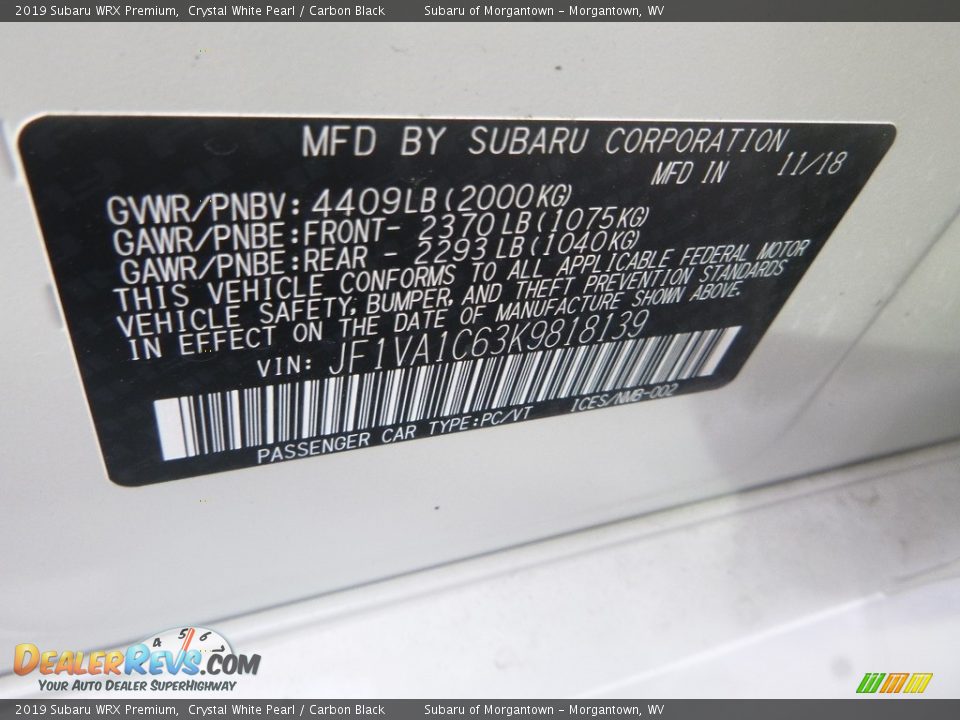 2019 Subaru WRX Premium, Crystal White Pearl / Carbon Black Subaru of Morgantown - Morgantown, WV
MFD BY SUBARU CORPORATION
MFD IN 11/18
GVWR/PNBV: 4409LB(2000KG)
GAWR/PNBE:FRONT- 2370LB(1075KG)
GAWR/PNBE:REAR - 2293LB(1040KG)
THIS VEHICLE CONFORMS TO ALL APPLICABLE FEDERAL MOTOR
VEHICLE SAFETY, BUMPER, AND THEFT PREVENTION STANDARDS
IN EFFECT ON THE DATE OF MANUFACTURE SHOWN ABOVE.
VIN: JF1VA1C63K9818139
PASSENGER CAR TYPE:PC/VT ICES/NMB-002
4 5 6
DealerRevs.com
Your Auto Dealer SuperHighway
2019 Subaru WRX Premium, Crystal White Pearl / Carbon Black Subaru of Morgantown - Morgantown, WV